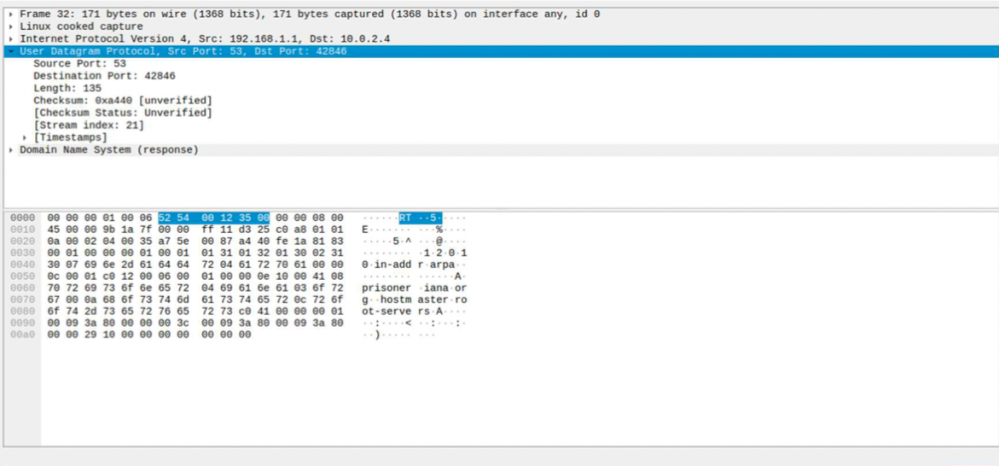 Frame 32: 171 bytes on wire (1368 bits), 171 bytes captured (1368 bits) on interface any, id 0
Linux cooked capture
Internet Protocol Version 4, Src: 192.168.1.1, Dst: 10.0.2.4
User Datagram Protocol, Src Port: 53, Dst Port: 42846
Source Port: 53
Destination Port: 42846
Length: 135
Checksum: 0xa440 [unverified]
[Checksum Status: Unverified]
[Stream index: 21]
[Timestamps]
Domain Name System (response)
0000 00 00 00 01 00 06 52 54 00 12 35 00 00 00 08 00 ······RT ··5·····
0010 45 00 00 9b 1a 7f 00 00 ff 11 d3 25 c0 a8 01 01 E······· ···%····
0020 0a 00 02 04 00 35 a7 5e 00 87 a4 40 fe 1a 81 83 ·····5·^ ···@····
0030 00 01 00 00 00 01 00 01 01 31 01 32 01 30 02 31 ········ ·1·2·0·1
0040 30 07 69 6e 2d 61 64 64 72 04 61 72 70 61 00 00 0·in-add r·arpa··
0050 0c 00 01 c0 12 00 06 00 01 00 00 0e 10 00 41 08 ········ ······A·
0060 70 72 69 73 6f 6e 65 72 04 69 61 6e 61 03 6f 72 prisoner ·iana·or
0070 67 00 0a 68 6f 73 74 6d 61 73 74 65 72 0c 72 6f g··hostm aster·ro
0080 6f 74 2d 73 65 72 76 65 72 73 c0 41 00 00 00 01 ot-serve rs·A····
0090 00 09 3a 80 00 00 00 3c 00 09 3a 80 00 09 3a 80 ··:····< ··:···:·
00a0 00 00 29 10 00 00 00 00 00 00 00 ··)····· ···